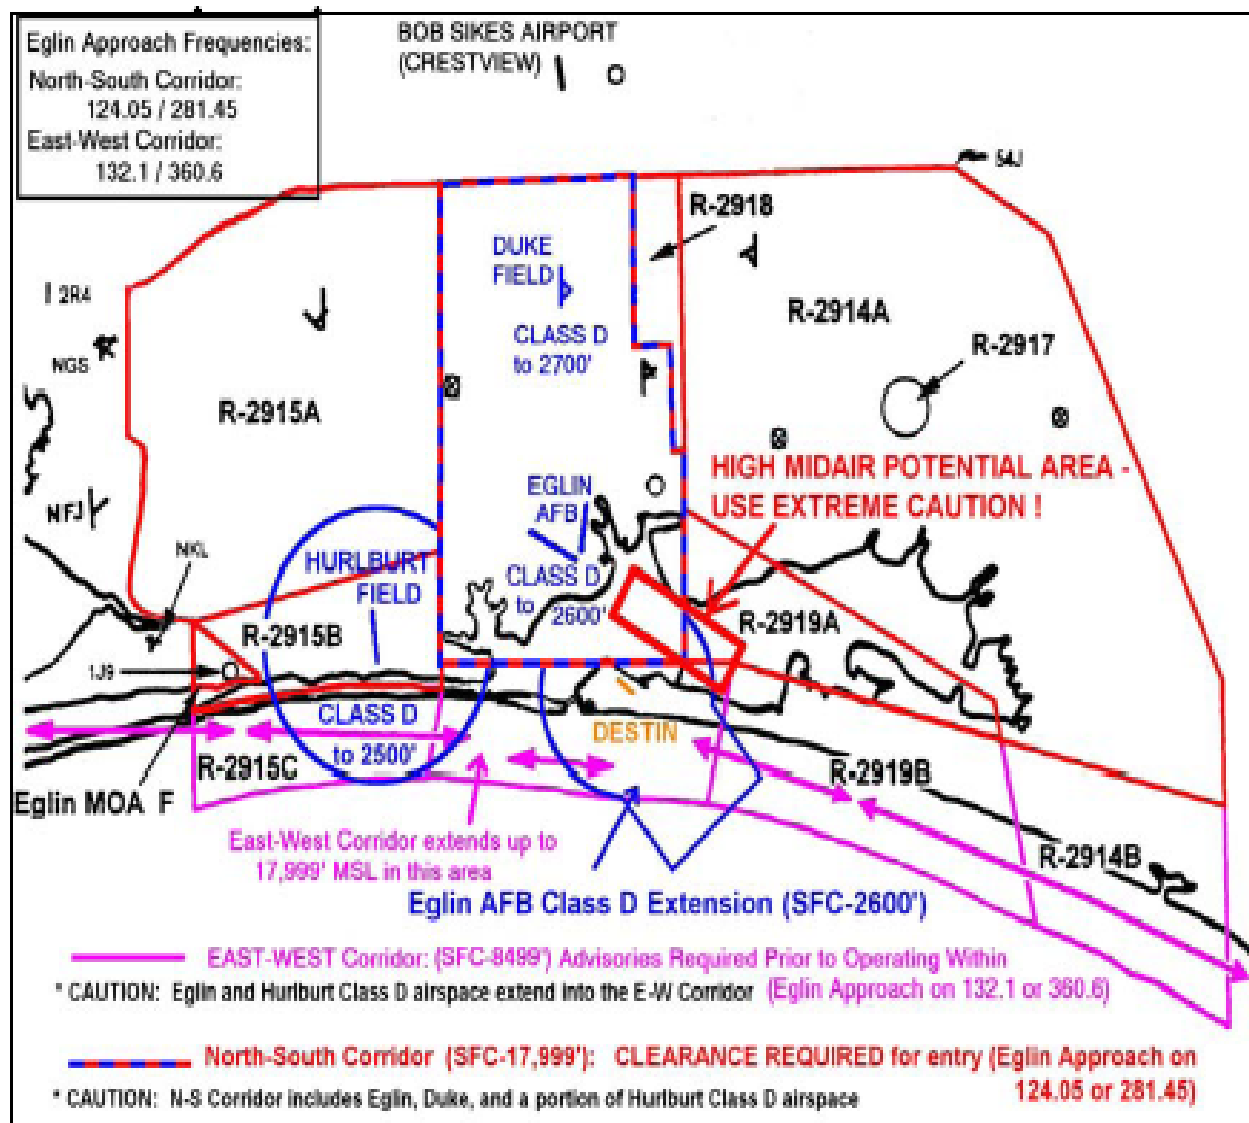 Eglin Approach Frequencies:
North-South Corridor:
124.05 / 281.45
East-West Corridor:
132.1 / 360.6
BOB SIKES AIRPORT
(CRESTVIEW)
54J
R-2918
DUKE
FIELD
2R4
R-2914A
CLASS D
to 2700'
R-2917
NGS
R-2915A
HIGH MIDAIR POTENTIAL AREA -
USE EXTREME CAUTION !
EGLIN
AFB
NFJ
NKL
HURLBURT
FIELD
CLASS D
to
2600'
R-2915B
R-2919A
1J9
CLASS D
to 2500'
DESTIN
R-2915C
R-2919B
Eglin MOA F
East-West Corridor extends up to
17,999' MSL in this area
R-2914B
Eglin AFB Class D Extension (SFC-2600')
EAST-WEST Corridor: (SFC-8499') Advisories Required Prior to Operating Within
* CAUTION: Eglin and Hurlburt Class D airspace extend into the E-W Corridor (Eglin Approach on 132.1 or 360.6)
North-South Corridor (SFC-17,999'): CLEARANCE REQUIRED for entry (Eglin Approach on
124.05 or 281.45)
* CAUTION: N-S Corridor includes Eglin, Duke, and a portion of Hurlburt Class D airspace